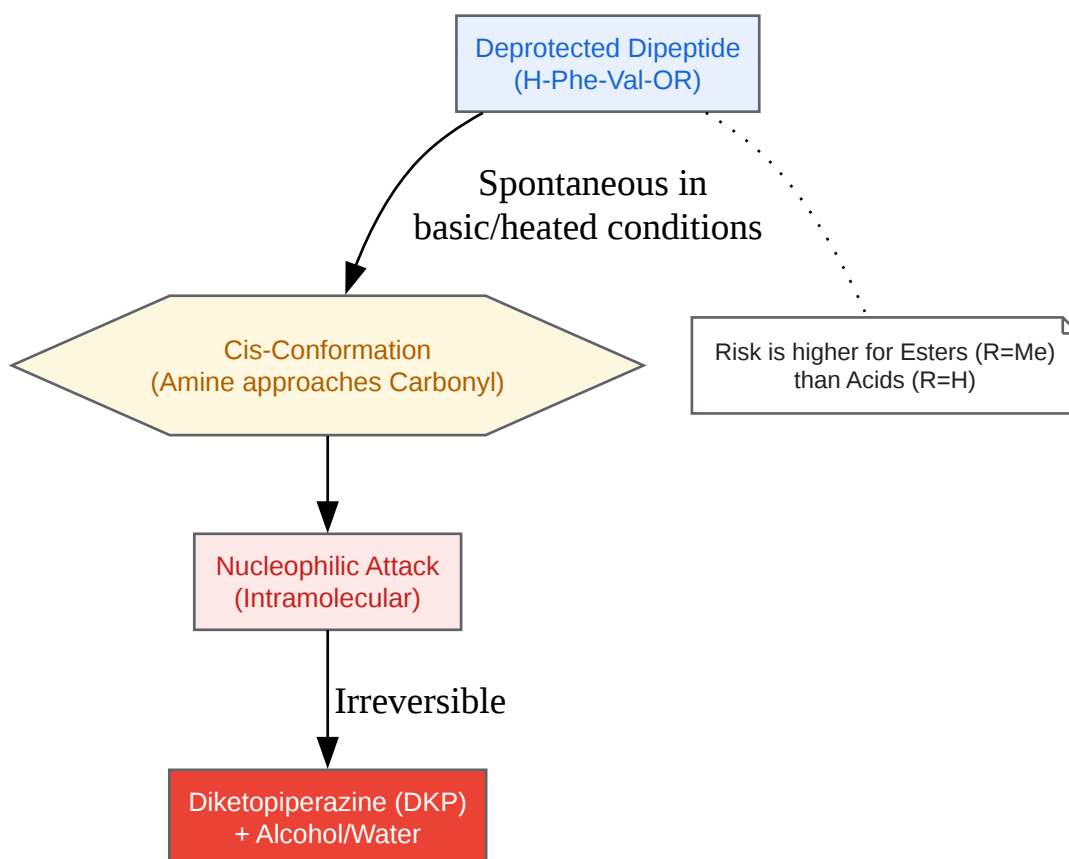 Deprotected Dipeptide
(H-Phe-Val-OR)
Spontaneous in
basic/heated conditions
Cis-Conformation
(Amine approaches Carbonyl)
Risk is higher for Esters (R=Me)
than Acids (R=H)
Nucleophilic Attack
(Intramolecular)
Irreversible
Diketopiperazine (DKP)
+ Alcohol/Water